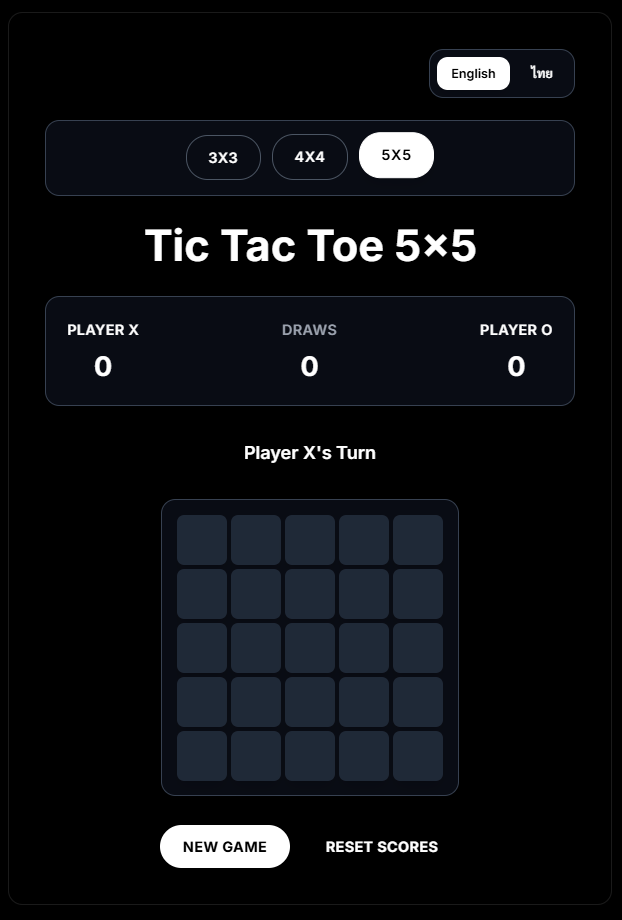 English ไทย
3X3 4X4 5X5
Tic Tac Toe 5×5
PLAYER X DRAWS PLAYER O
0 0 0
Player X's Turn
NEW GAME RESET SCORES